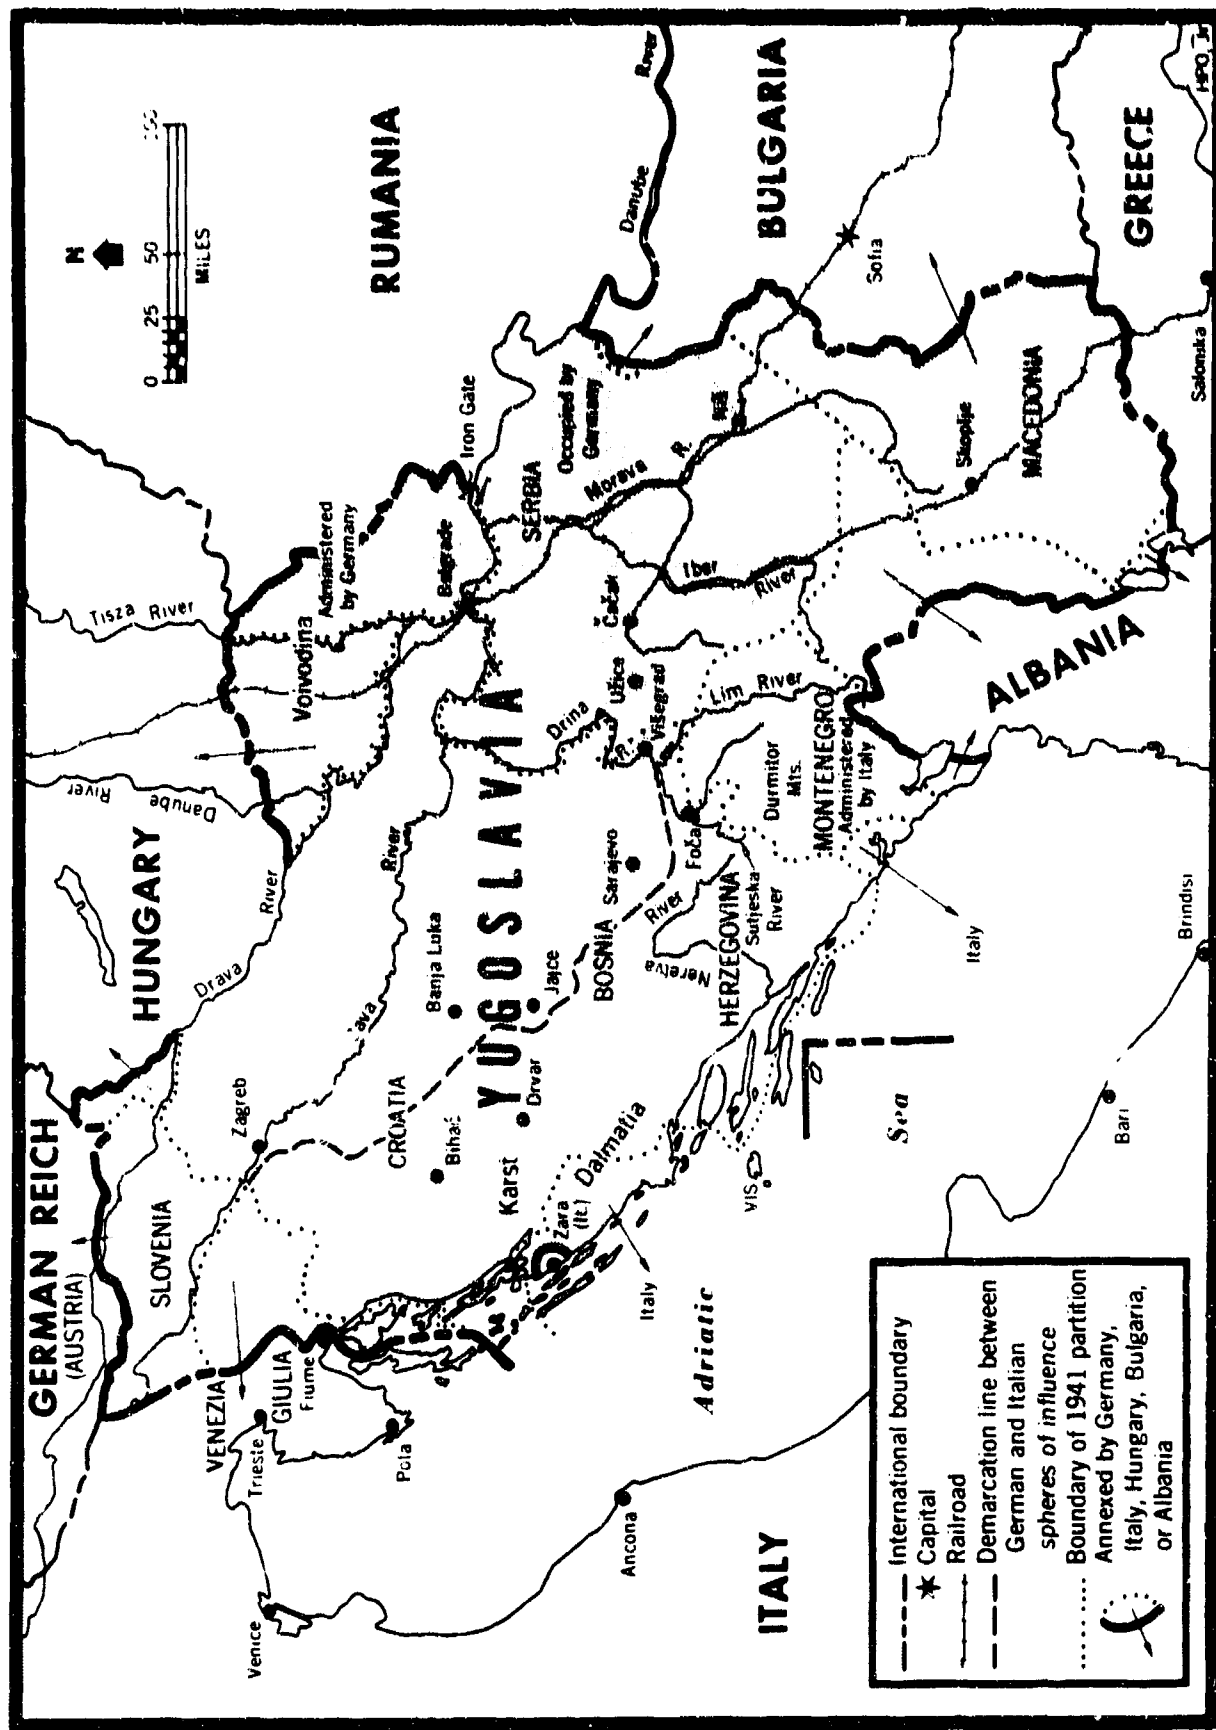 GERMAN REICH
(AUSTRIA)
HUNGARY
RUMANIA
N
0 25 50
MILES
SLOVENIA
Zagreb
Drava
River
Danube
River
Tisza River
Voivodina
Administered
by Germany
VENEZIA
GIULIA
Trieste
Fiume
Venice
Pola
CROATIA
Bihać
Banja Luka
River
Belgrade
Iron Gate
YUGOSLAVIA
Karst
Drvar
Jajce
SERBIA
Occupied by
Germany
Drina
R.
Morava
R.
Danube
River
Zara
(It.)
Dalmatia
BOSNIA
Sarajevo
Užice
Čačak
Višegrad
Ibar
River
Lim River
Foča
River
Neretva
HERZEGOVINA
Sutjeska
River
Durmitor
Mts.
MONTENEGRO
Administered
by Italy
BULGARIA
Sofia
Italy
Adriatic
Sea
VIS
Italy
Skoplje
MACEDONIA
ALBANIA
GREECE
Salonska
Ancona
ITALY
Bari
Brindisi
HPO, Jr
International boundary
Capital
Railroad
Demarcation line between
German and Italian
spheres of influence
Boundary of 1941 partition
Annexed by Germany,
Italy, Hungary, Bulgaria,
or Albania